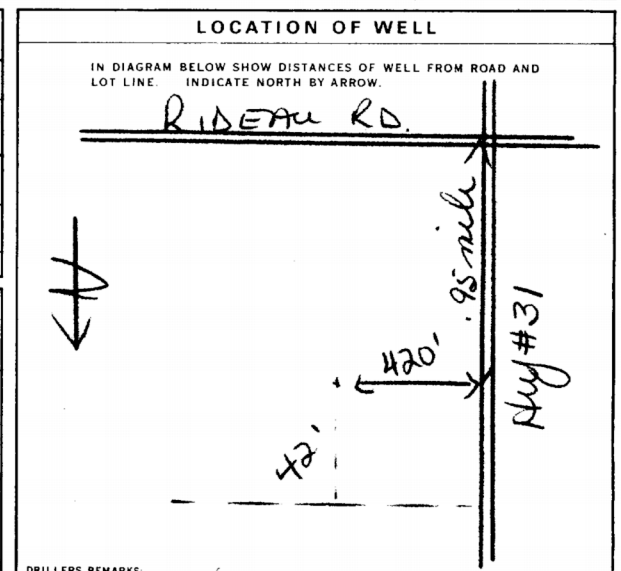 LOCATION OF WELL
IN DIAGRAM BELOW SHOW DISTANCES OF WELL FROM ROAD AND
LOT LINE. INDICATE NORTH BY ARROW.
RIDEAU RD.
.95 mile
N
Hwy #31
420'
42'
DRILLERS REMARKS: